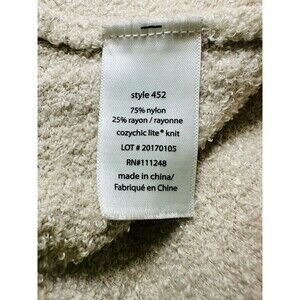 style 452
75% nylon
25% rayon / rayonne
cozychic lite® knit
LOT # 20170105
RN#111248
made in china/
Fabriqué en Chine